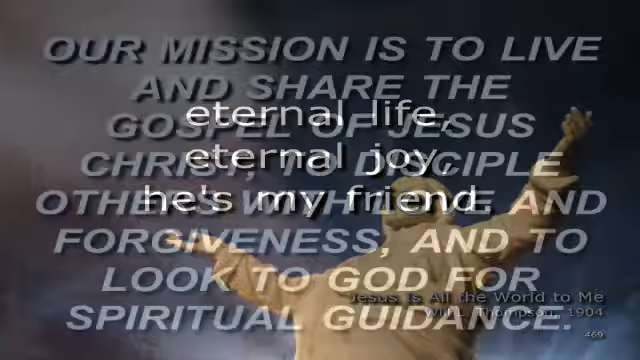 OUR MISSION IS TO LIVE
AND SHARE THE
GOSPEL OF JESUS
CHRIST, TO DISCIPLE
OTHERS WITH LOVE AND
FORGIVENESS, AND TO
LOOK TO GOD FOR
SPIRITUAL GUIDANCE.
eternal life,
eternal joy,
he's my friend.
Jesus Is All the World to Me
Will L. Thompson, 1904
469